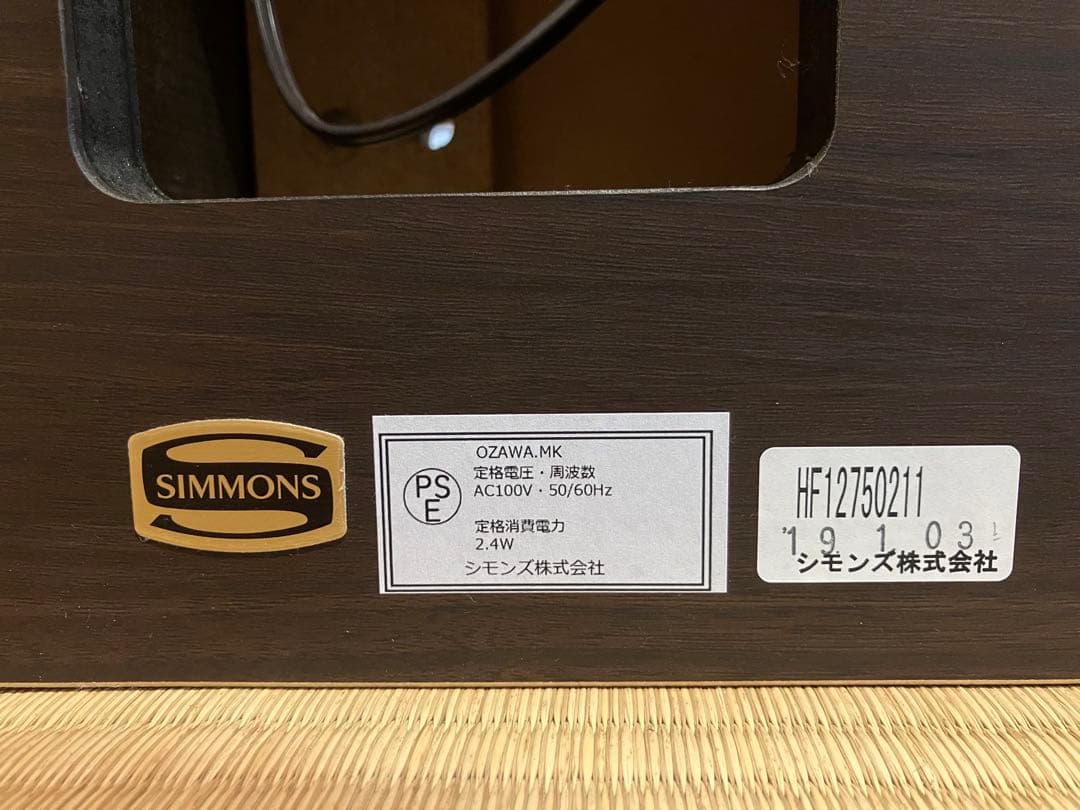 SIMMONS
PSE
OZAWA.MK
定格電圧・周波数
AC100V・50/60Hz
定格消費電力
2.4W
シモンズ株式会社
HF12750211
'19 1 03
シモンズ株式会社